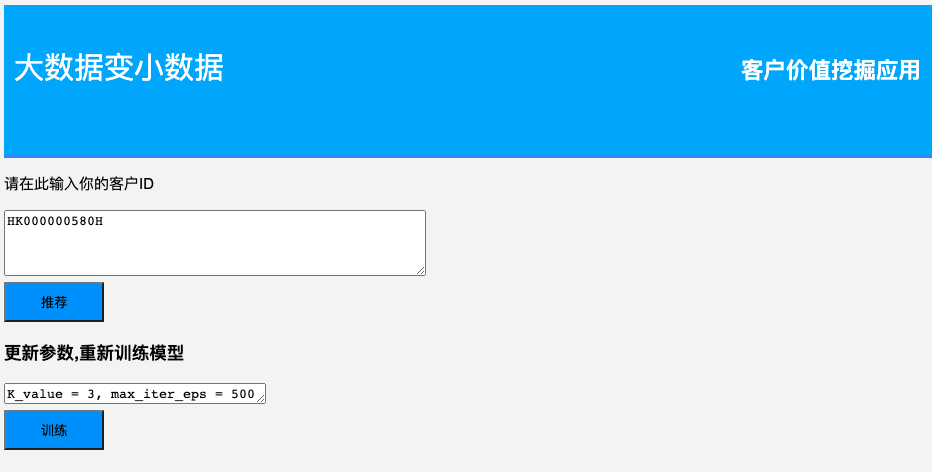 大数据变小数据
客户价值挖掘应用
请在此输入你的客户ID
HK000000580H
推荐
更新参数,重新训练模型
K_value = 3, max_iter_eps = 500
训练